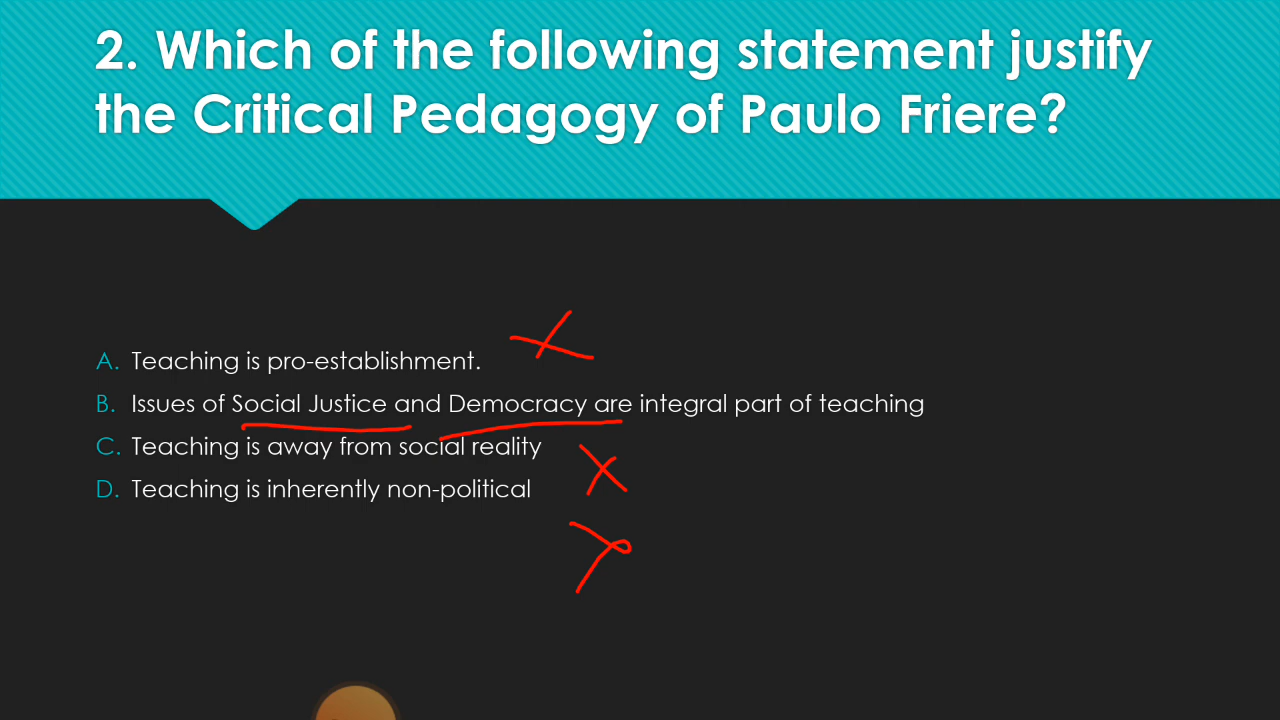 2. Which of the following statement justify
the Critical Pedagogy of Paulo Friere?
A. Teaching is pro-establishment.
B. Issues of Social Justice and Democracy are integral part of teaching
C. Teaching is away from social reality
D. Teaching is inherently non-political